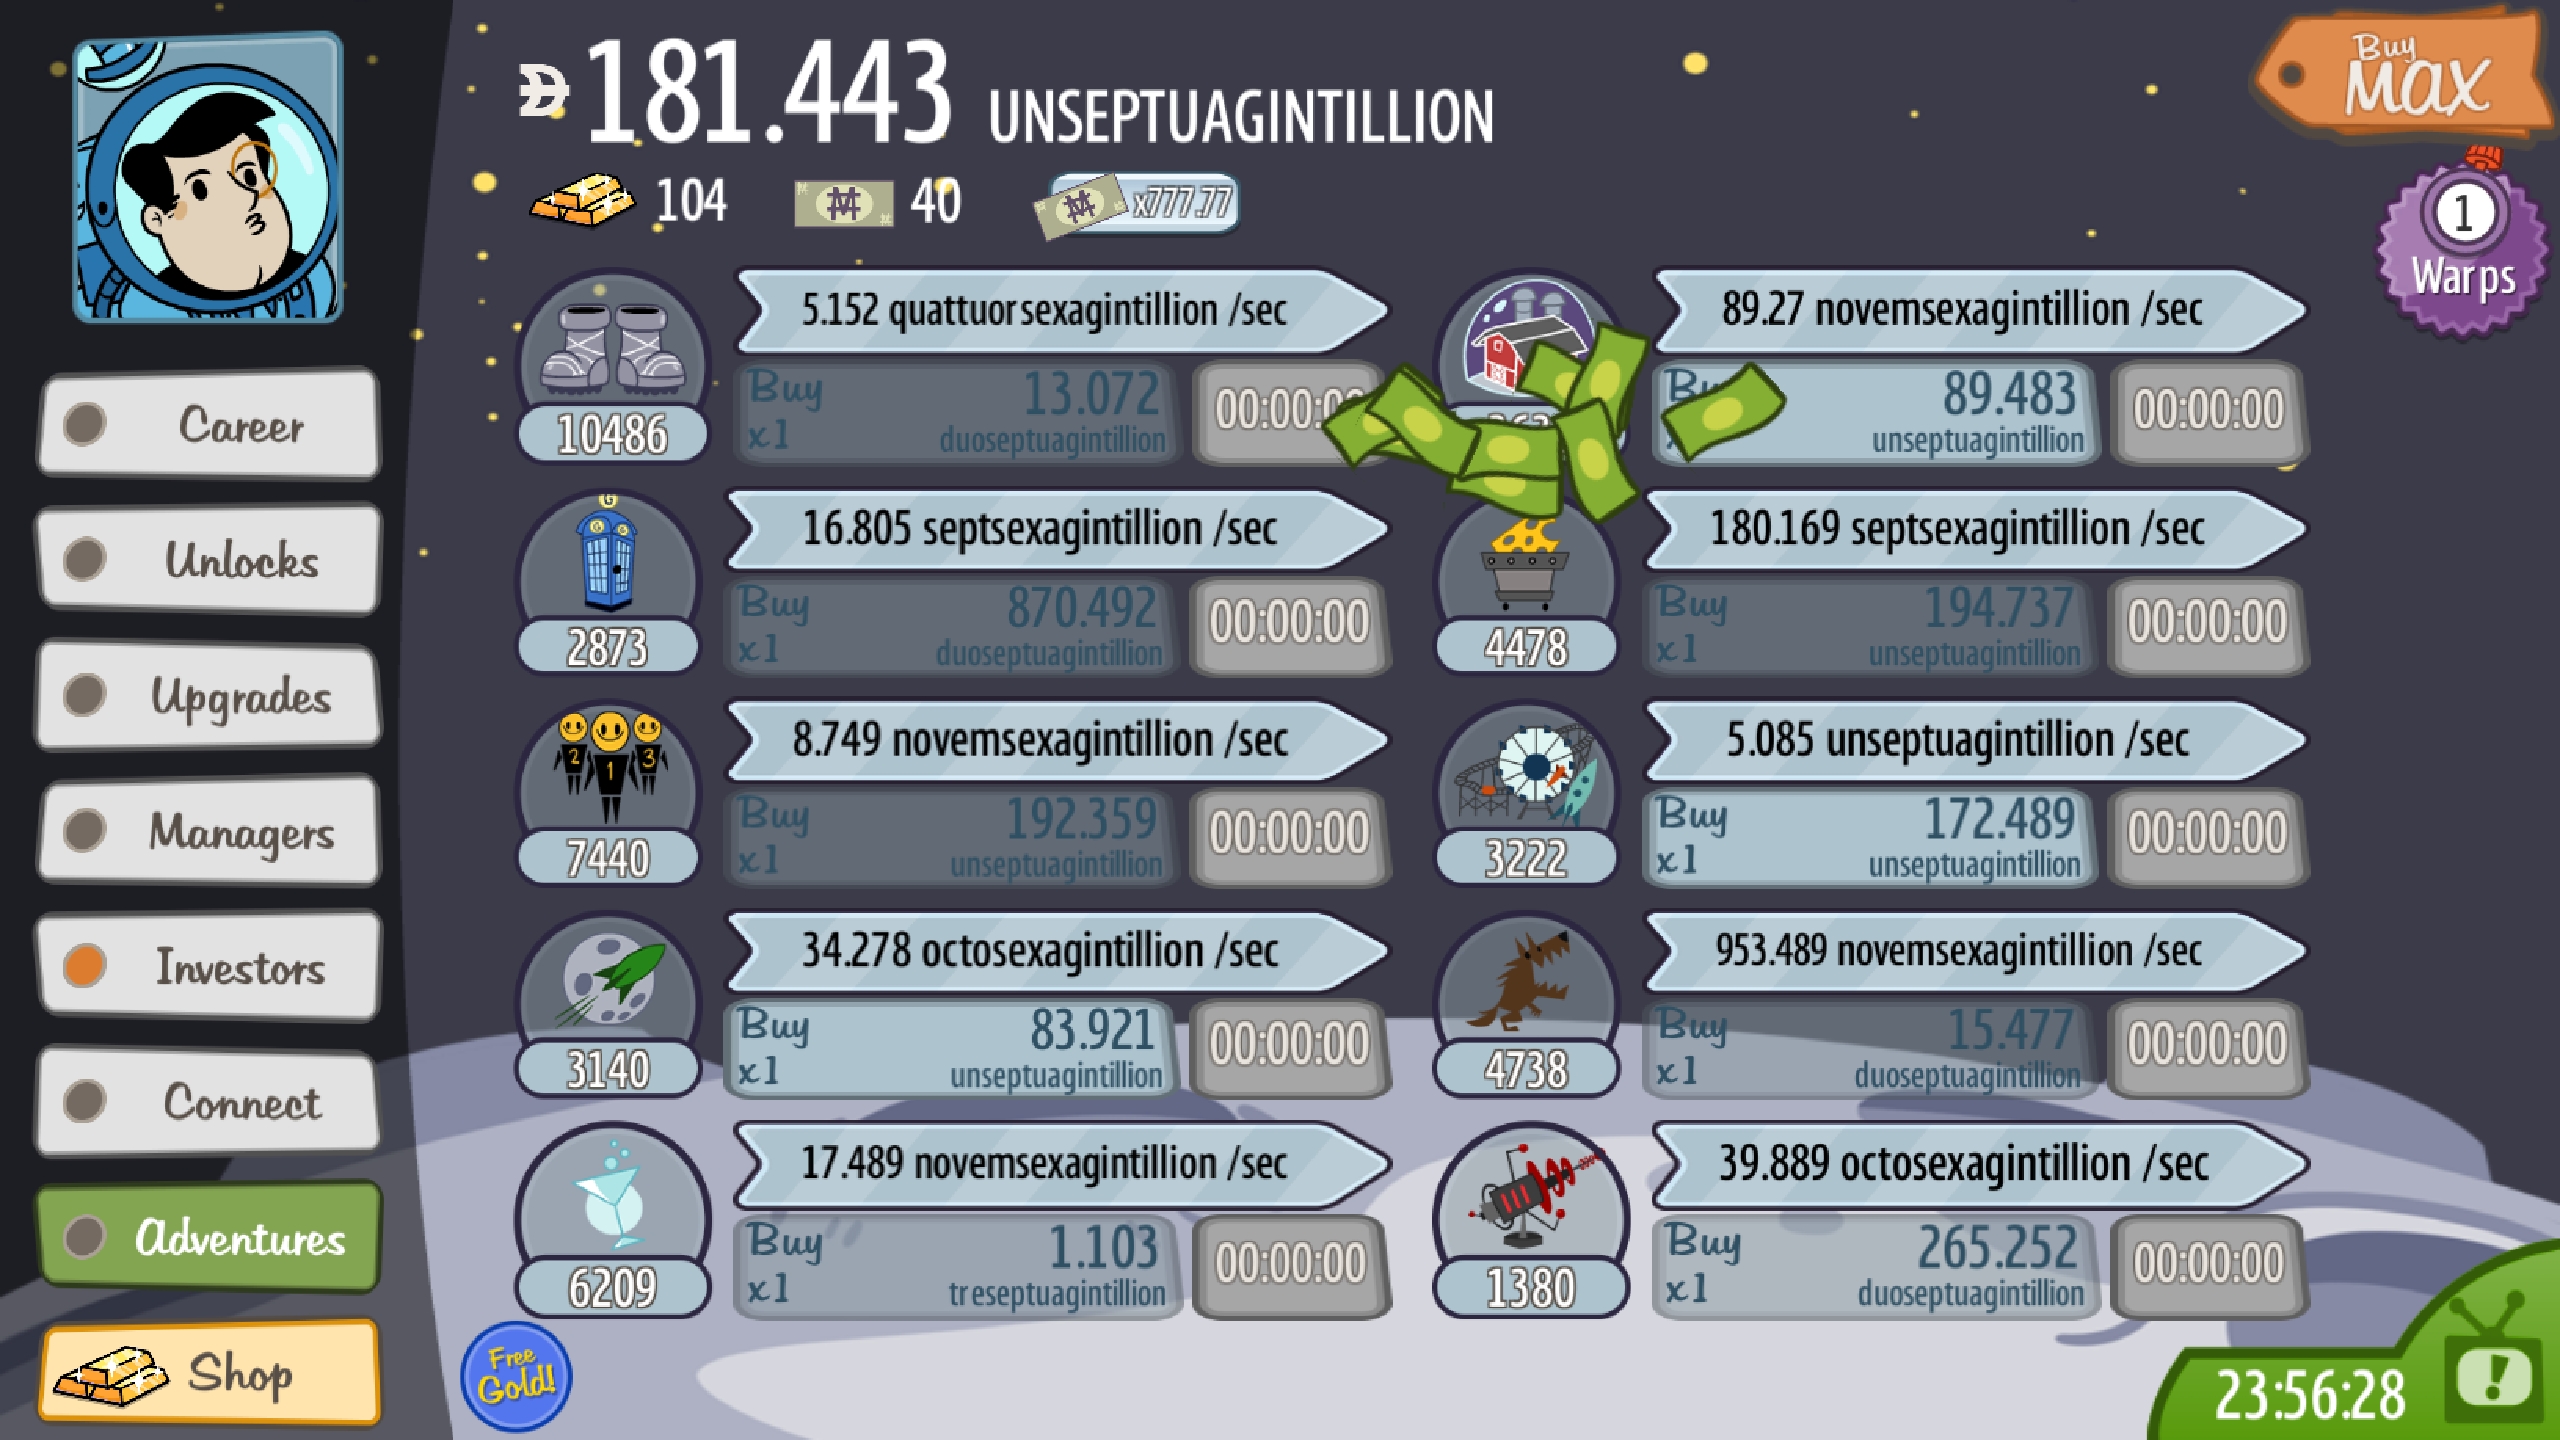 181.443 UNSEPTUAGINTILLION
Buy
MAX
104
40
x777.77
1
Warps
Career
Unlocks
Upgrades
Managers
Investors
Connect
Adventures
Shop
5.152 quattuorsexagintillion /sec
Buy 13.072
x1 duoseptuagintillion
10486
89.27 novemsexagintillion /sec
89.483
unseptuagintillion
00:00:00
16.805 septsexagintillion /sec
Buy 870.492
x1 duoseptuagintillion
00:00:00
2873
180.169 septsexagintillion /sec
Buy 194.737
x1 unseptuagintillion
00:00:00
4478
8.749 novemsexagintillion /sec
Buy 192.359
x1 unseptuagintillion
00:00:00
2 1 3
7440
5.085 unseptuagintillion /sec
Buy 172.489
x1 unseptuagintillion
00:00:00
3222
34.278 octosexagintillion /sec
Buy 83.921
x1 unseptuagintillion
00:00:00
3140
953.489 novemsexagintillion /sec
Buy 15.477
x1 duoseptuagintillion
00:00:00
4738
17.489 novemsexagintillion /sec
Buy 1.103
x1 treseptuagintillion
00:00:00
6209
39.889 octosexagintillion /sec
Buy 265.252
x1 duoseptuagintillion
00:00:00
1380
Free
Gold!
23:56:28
!